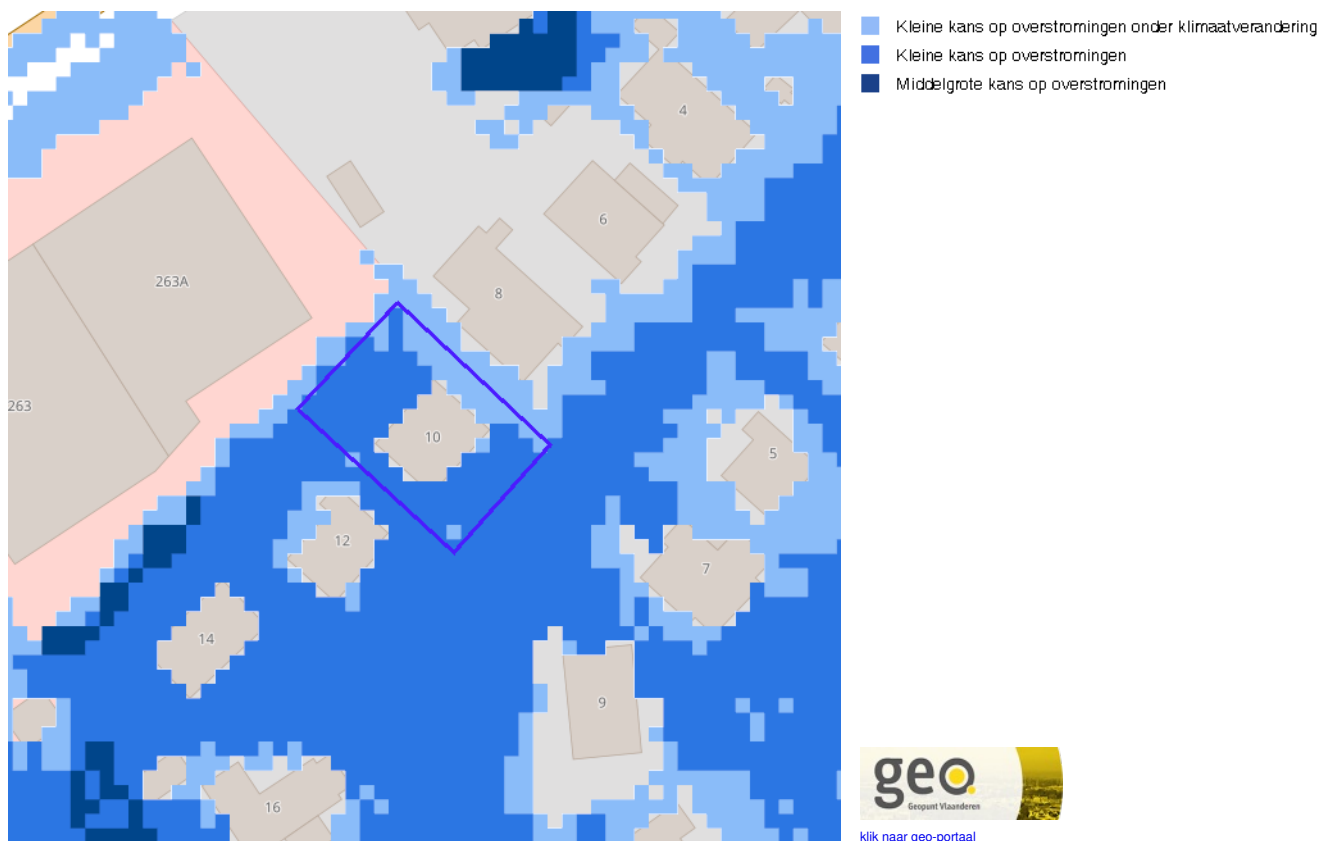 Kleine kans op overstromingen onder klimaatverandering
Kleine kans op overstromingen
Middelgrote kans op overstromingen
4
6
263A
8
263
10
5
12
7
14
9
16
geo
Geopunt Vlaanderen
klik naar geo-portaal